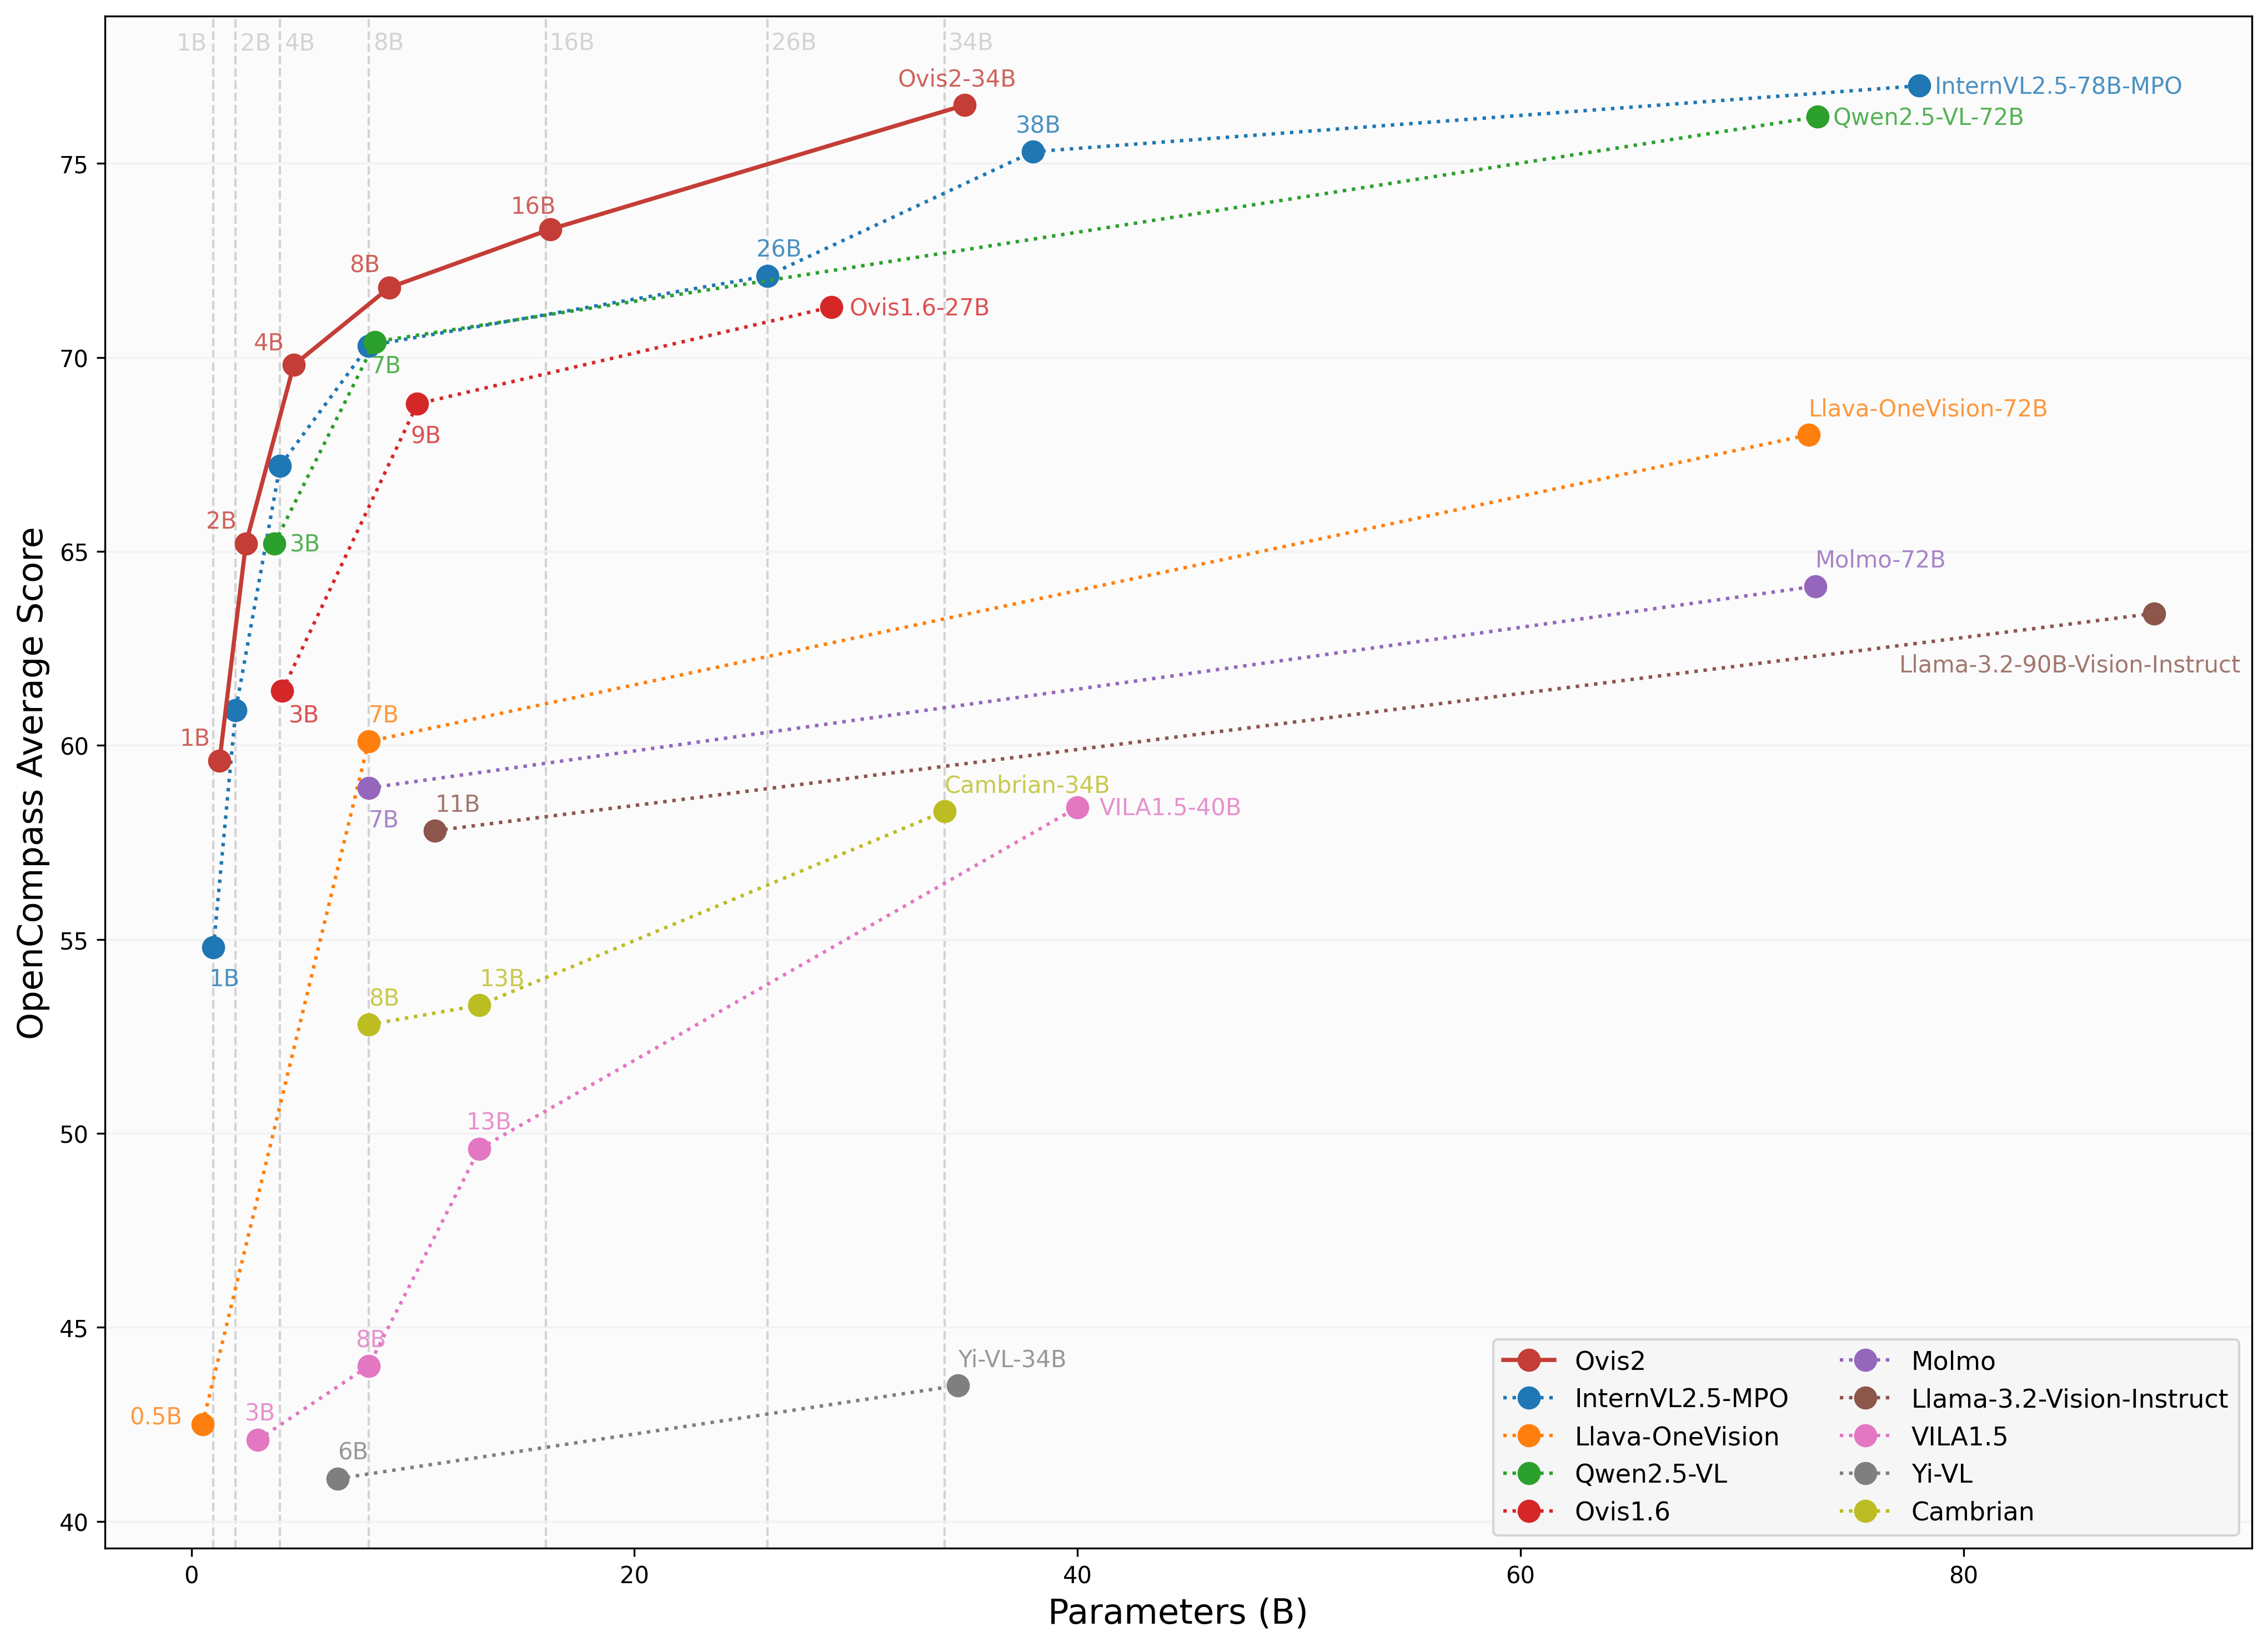 1B 2B 4B 8B 16B 26B 34B
Ovis2-34B
InternVL2.5-78B-MPO
Qwen2.5-VL-72B
38B
75
16B
26B
8B
Ovis1.6-27B
4B
70
7B
9B
Llava-OneVision-72B
2B
65
3B
Molmo-72B
Llama-3.2-90B-Vision-Instruct
3B
7B
1B
60
Cambrian-34B
11B
VILA1.5-40B
7B
55
1B
13B
8B
13B
50
8B
45
Yi-VL-34B
3B
0.5B
6B
40
OpenCompass Average Score
Ovis2
InternVL2.5-MPO
Llava-OneVision
Qwen2.5-VL
Ovis1.6
Molmo
Llama-3.2-Vision-Instruct
VILA1.5
Yi-VL
Cambrian
0 20 40 60 80
Parameters (B)